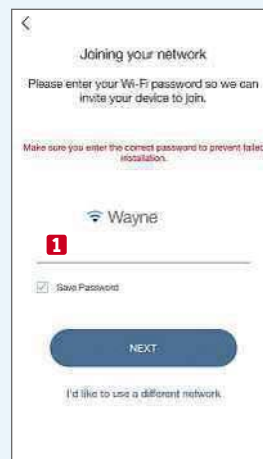 Joining your network
Please enter your Wi-Fi password so we can
invite your device to join.
Make sure you enter the correct password to prevent failed
installation.
Wayne
1
Save Password
NEXT
I'd like to use a different network